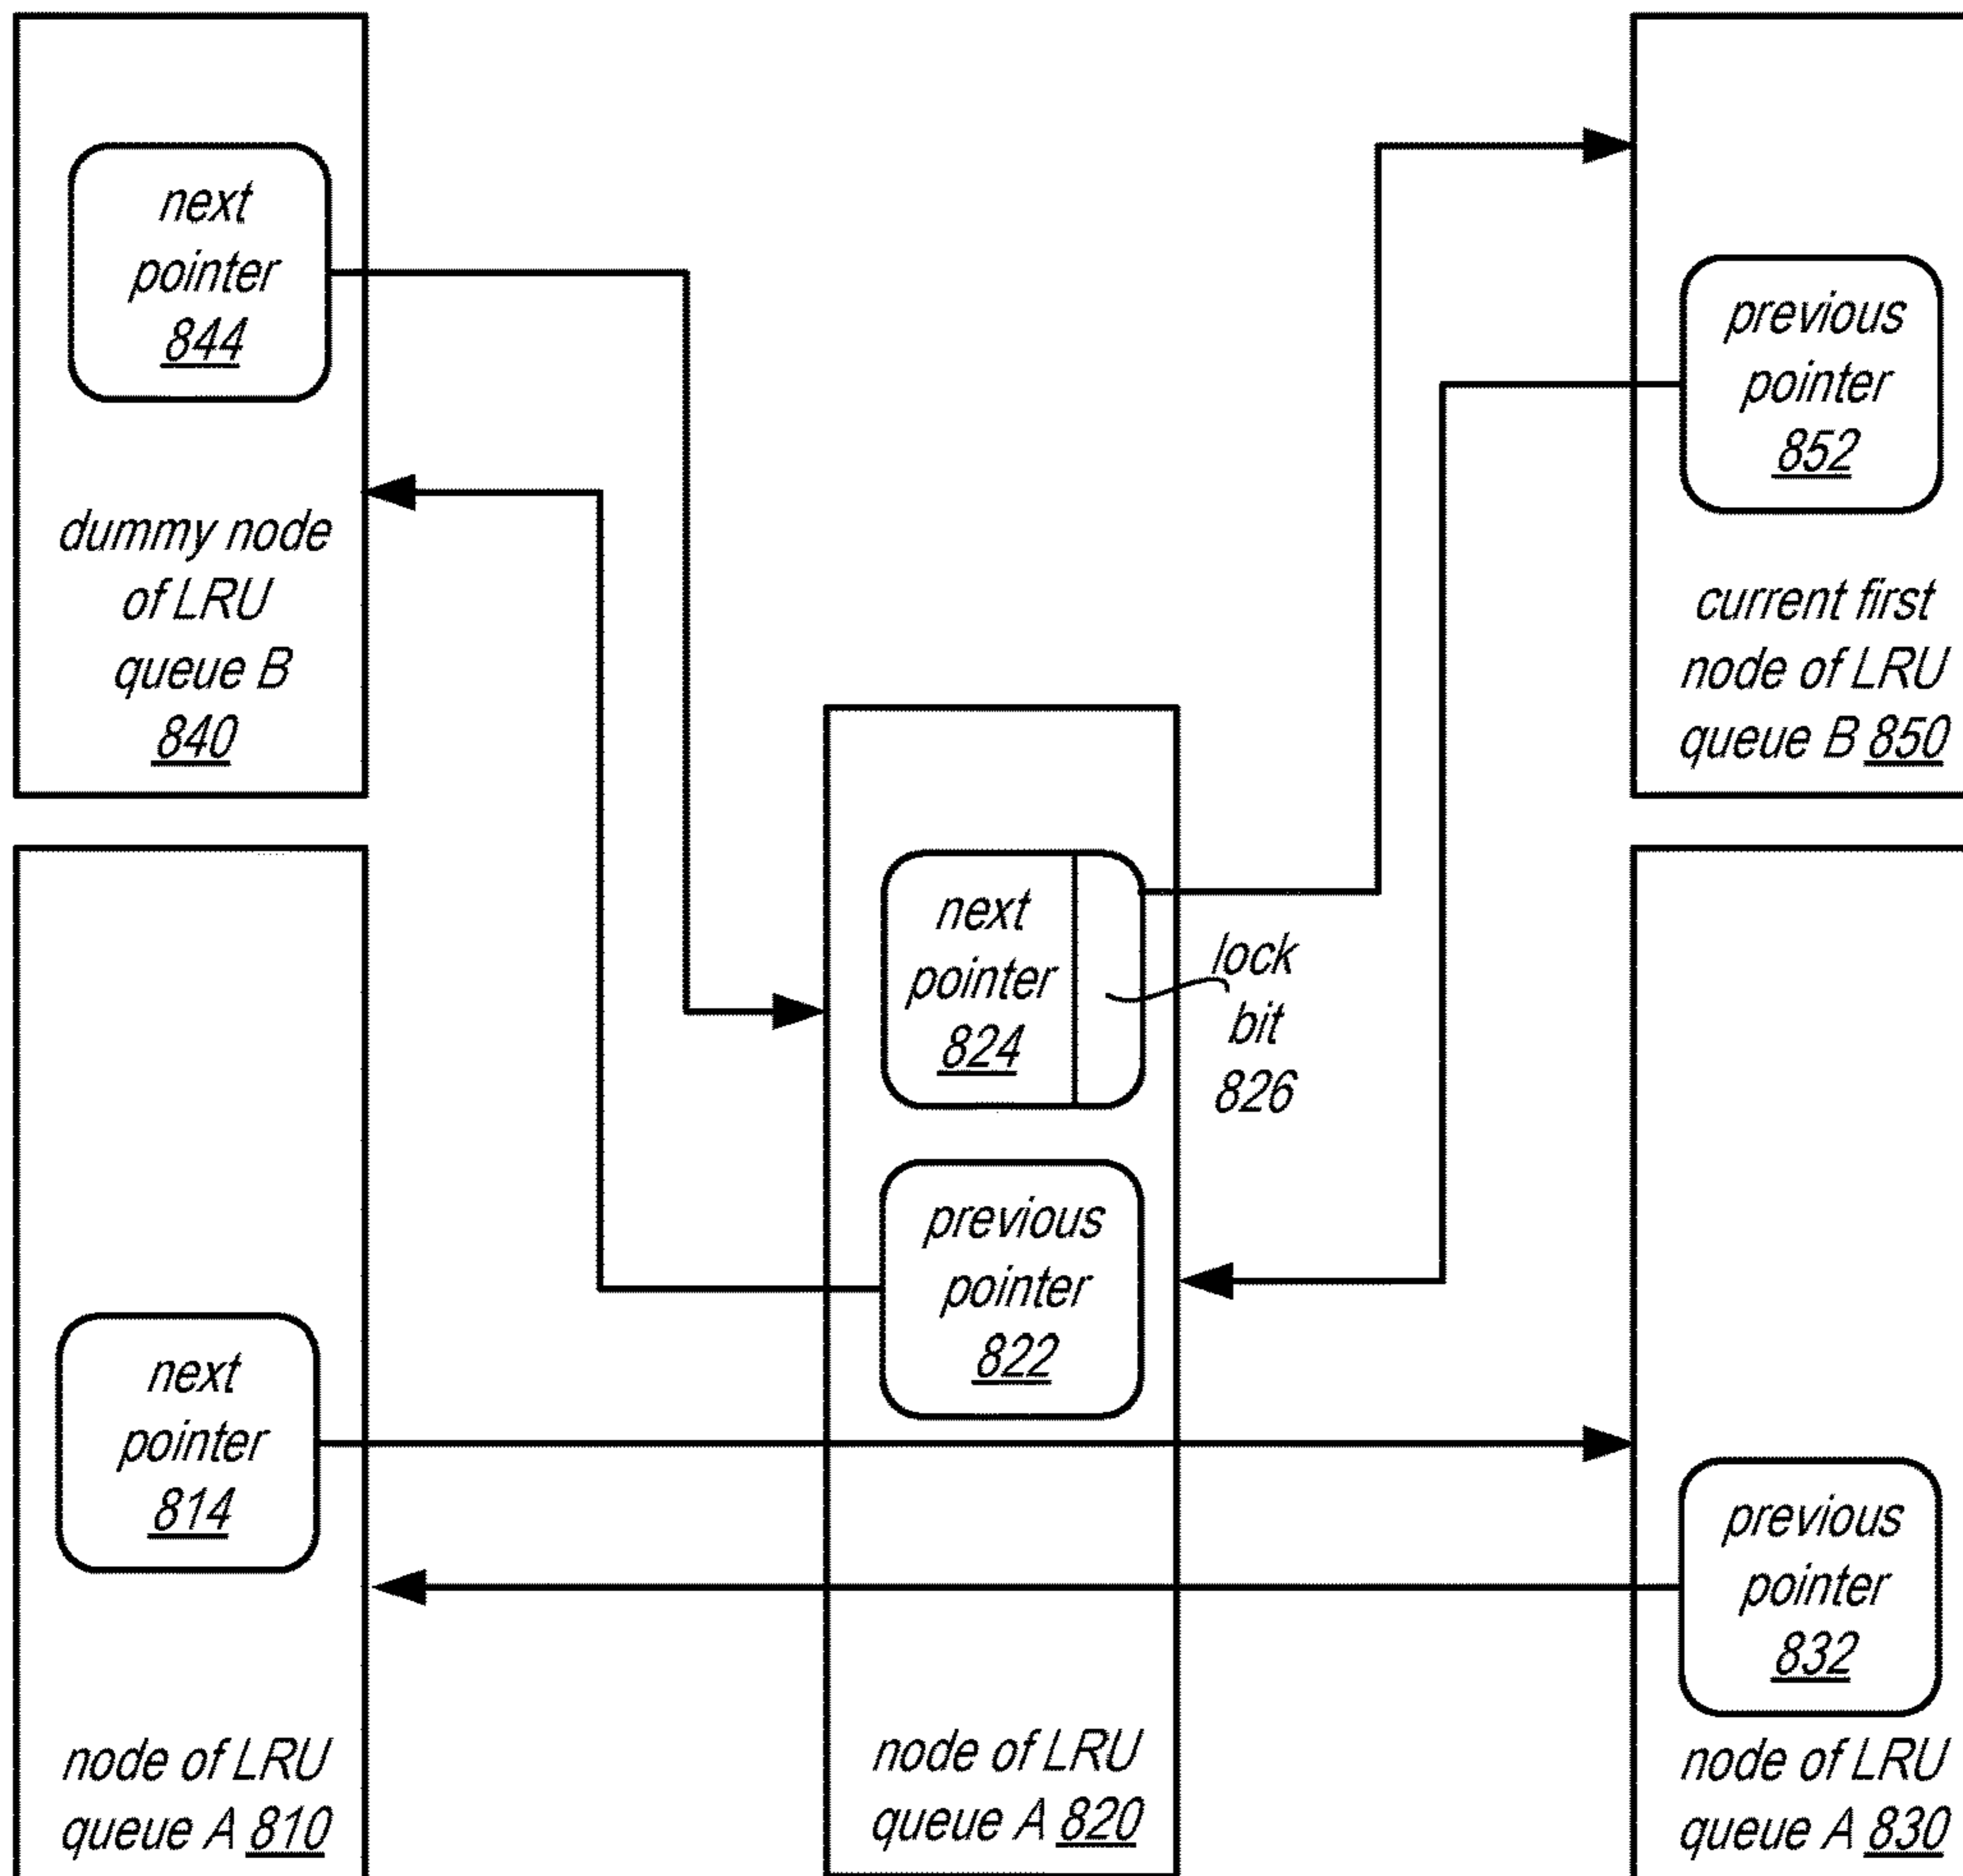 next
pointer
844
dummy node
of LRU
queue B
840
previous
pointer
852
current first
node of LRU
queue B 850
next
pointer
824
lock
bit
826
previous
pointer
822
node of LRU
queue A 820
next
pointer
814
node of LRU
queue A 810
previous
pointer
832
node of LRU
queue A 830